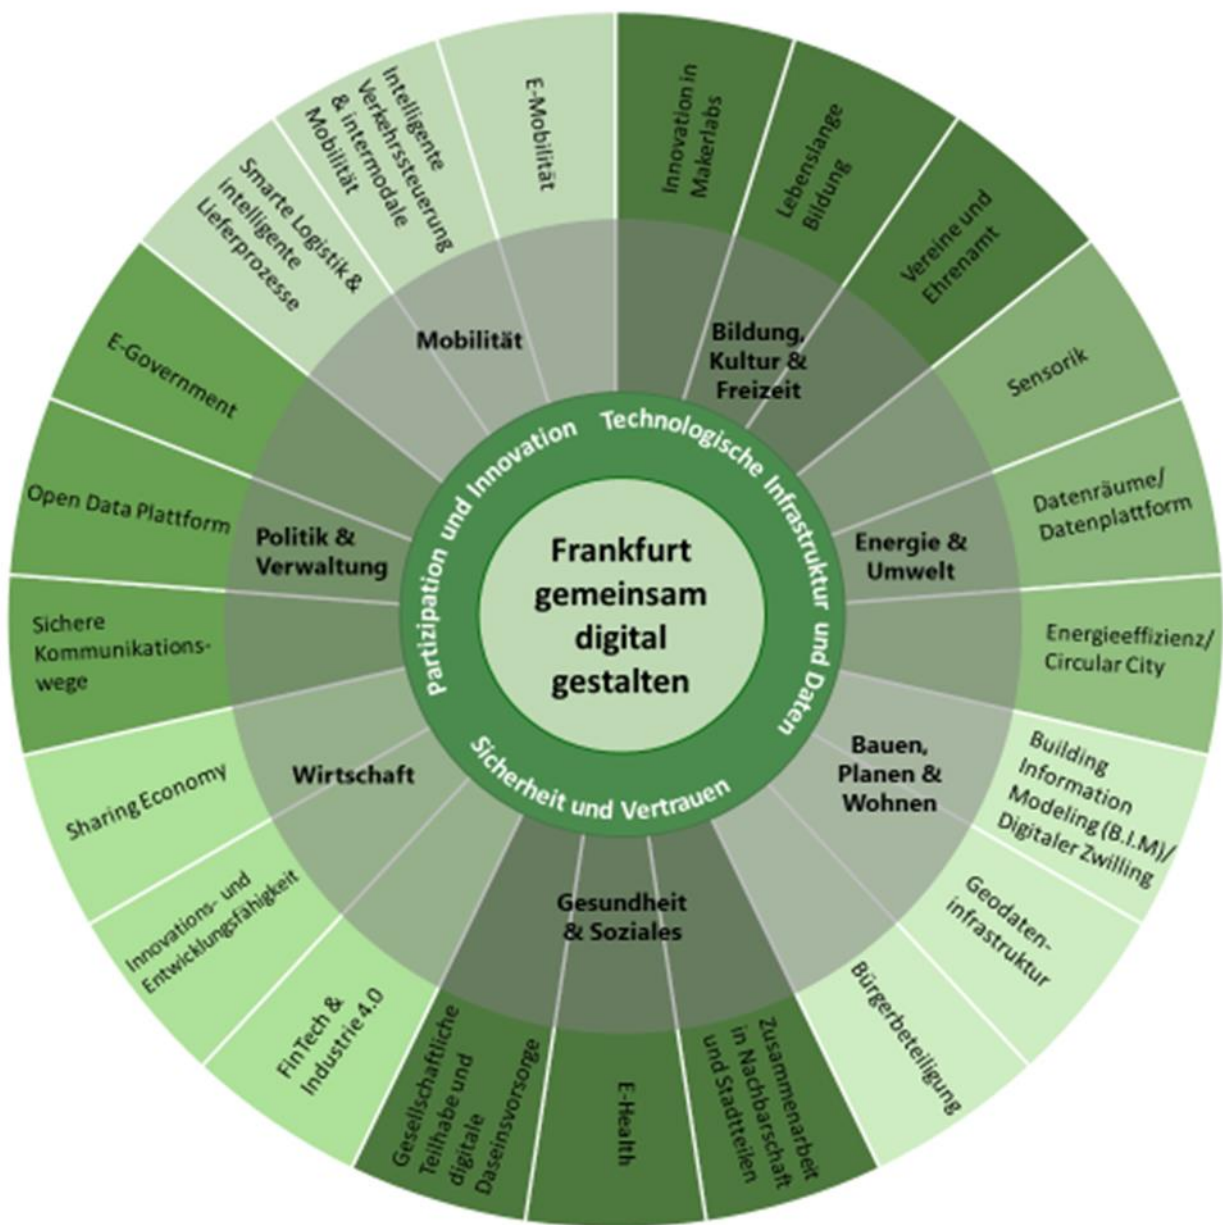 Frankfurt
gemeinsam
digital
gestalten
Partizipation und Innovation
Technologische Infrastruktur und Daten
Sicherheit und Vertrauen
Bildung,
Kultur &
Freizeit
Innovation in
Makerlabs
Lebenslange
Bildung
Vereine und
Ehrenamt
Energie &
Umwelt
Sensorik
Datenräume/
Datenplattform
Energieeffizienz/
Circular City
Bauen,
Planen &
Wohnen
Building
Information
Modeling (B.I.M)/
Digitaler Zwilling
Geodaten-
infrastruktur
Bürgerbeteiligung
Gesundheit
& Soziales
Zusammenarbeit
in Nachbarschaft
und Stadtteilen
E-Health
Gesellschaftliche
Teilhabe und
digitale
Daseinsvorsorge
Wirtschaft
FinTech &
Industrie 4.0
Innovations- und
Entwicklungsfähigkeit
Sharing Economy
Politik &
Verwaltung
Sichere
Kommunikations-
wege
Open Data Plattform
E-Government
Mobilität
Smarte Logistik &
intelligente
Lieferprozesse
Intelligente
Verkehrssteuerung
& intermodale
Mobilität
E-Mobilität